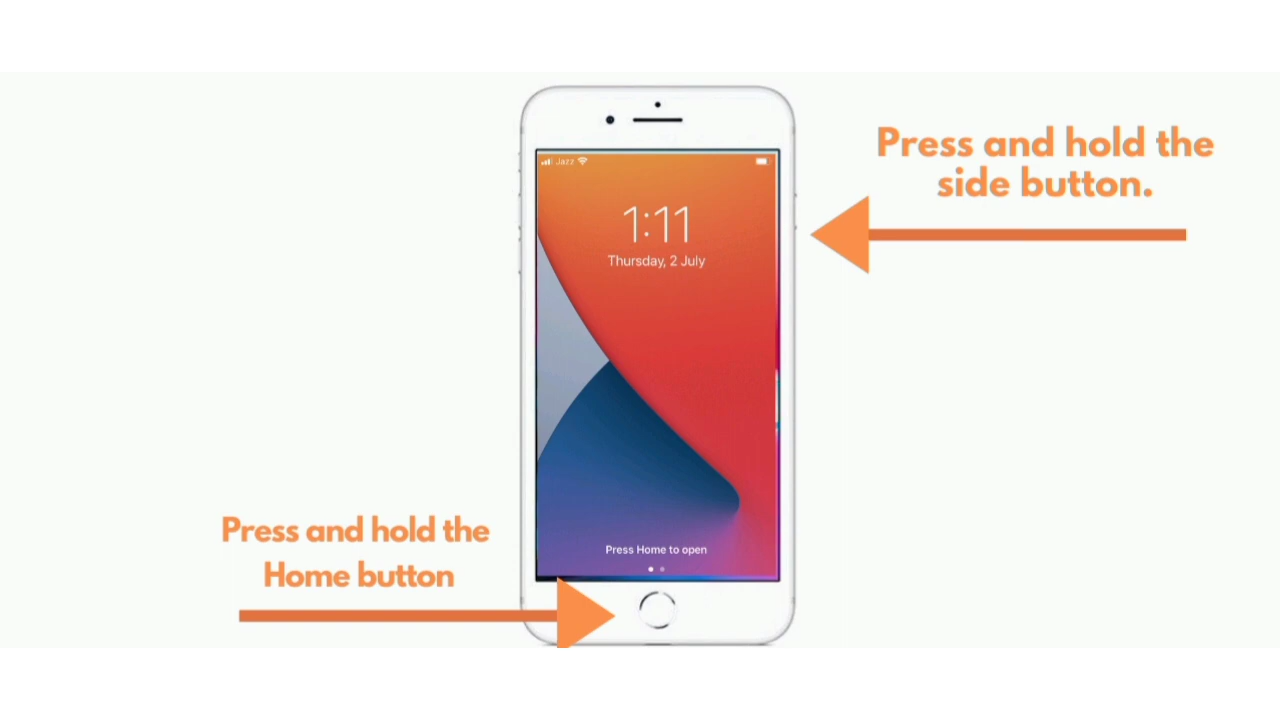 Press and hold the
side button.
Jazz
1:11
Thursday, 2 July
Press and hold the
Home button
Press Home to open